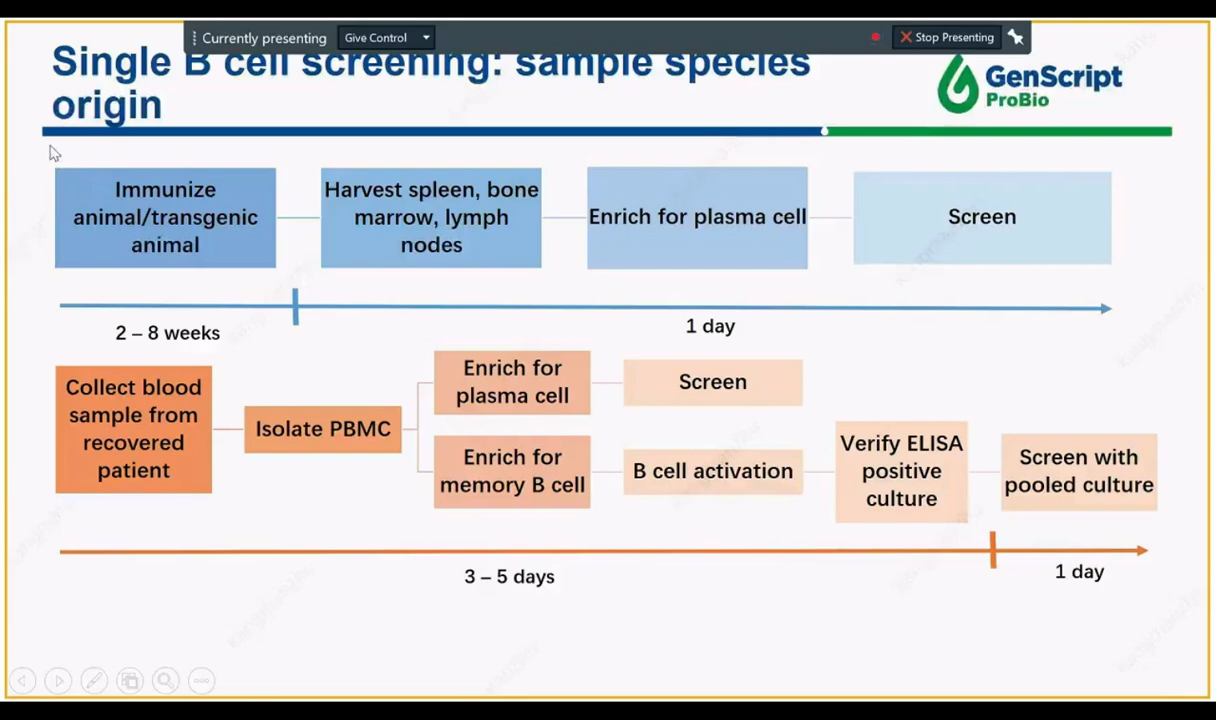 Currently presenting
Give Control
Stop Presenting
Single B cell screening: sample species
origin
GenScript
ProBio
Immunize
animal/transgenic
animal
Harvest spleen, bone
marrow, lymph
nodes
Enrich for plasma cell
Screen
2 – 8 weeks
1 day
Collect blood
sample from
recovered
patient
Isolate PBMC
Enrich for
plasma cell
Screen
Enrich for
memory B cell
B cell activation
Verify ELISA
positive
culture
Screen with
pooled culture
3 – 5 days
1 day